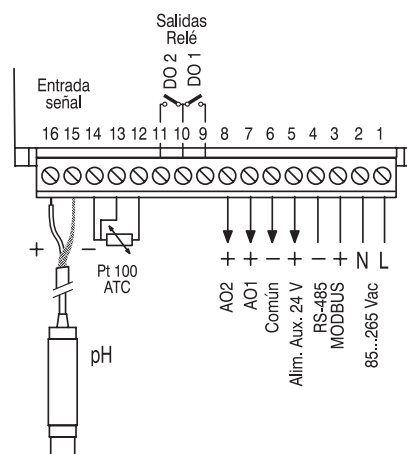 Salidas
Relé
DO 2
DO 1
Entrada
señal
16 15 14 13 12 11 10 9 8 7 6 5 4 3 2 1
+ −
Pt 100
ATC
pH
+ + − + − + N L
AO2
AO1
Común
Alim. Aux. 24 V
RS-485
MODBUS
85...265 Vac